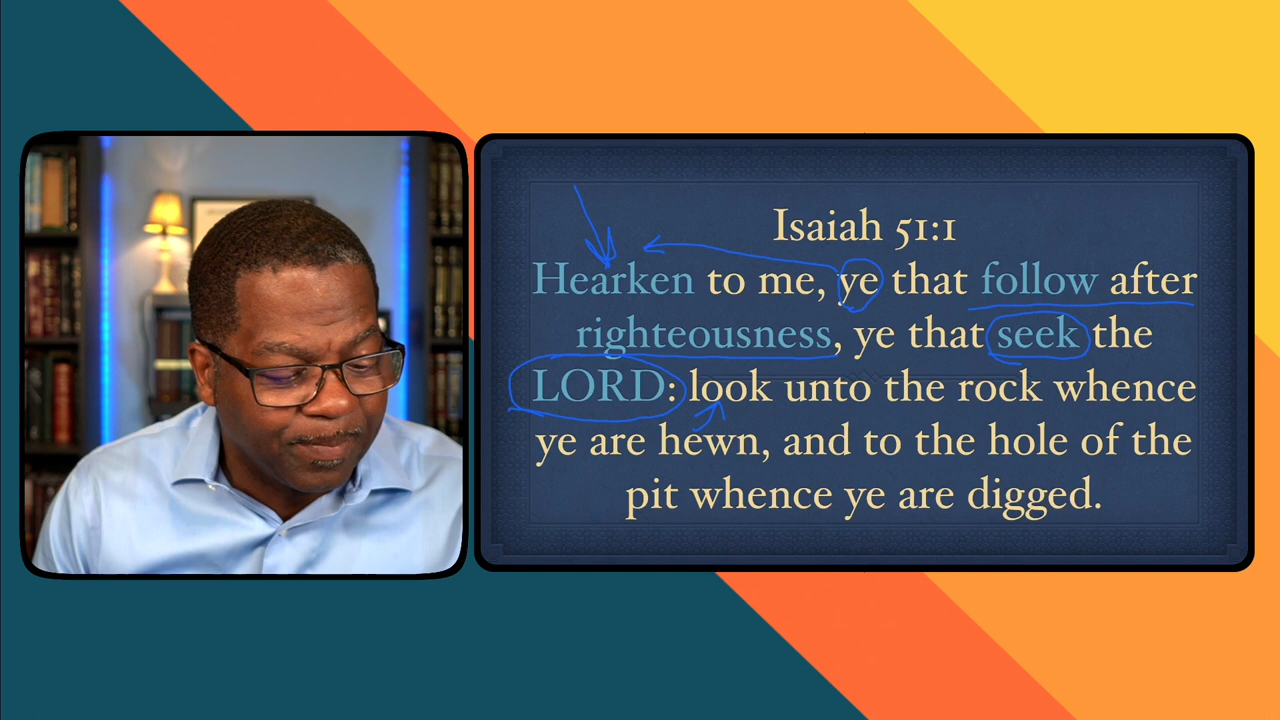 Isaiah 51:1
Hearken to me, ye that follow after
righteousness, ye that seek the
LORD: look unto the rock whence
ye are hewn, and to the hole of the
pit whence ye are digged.